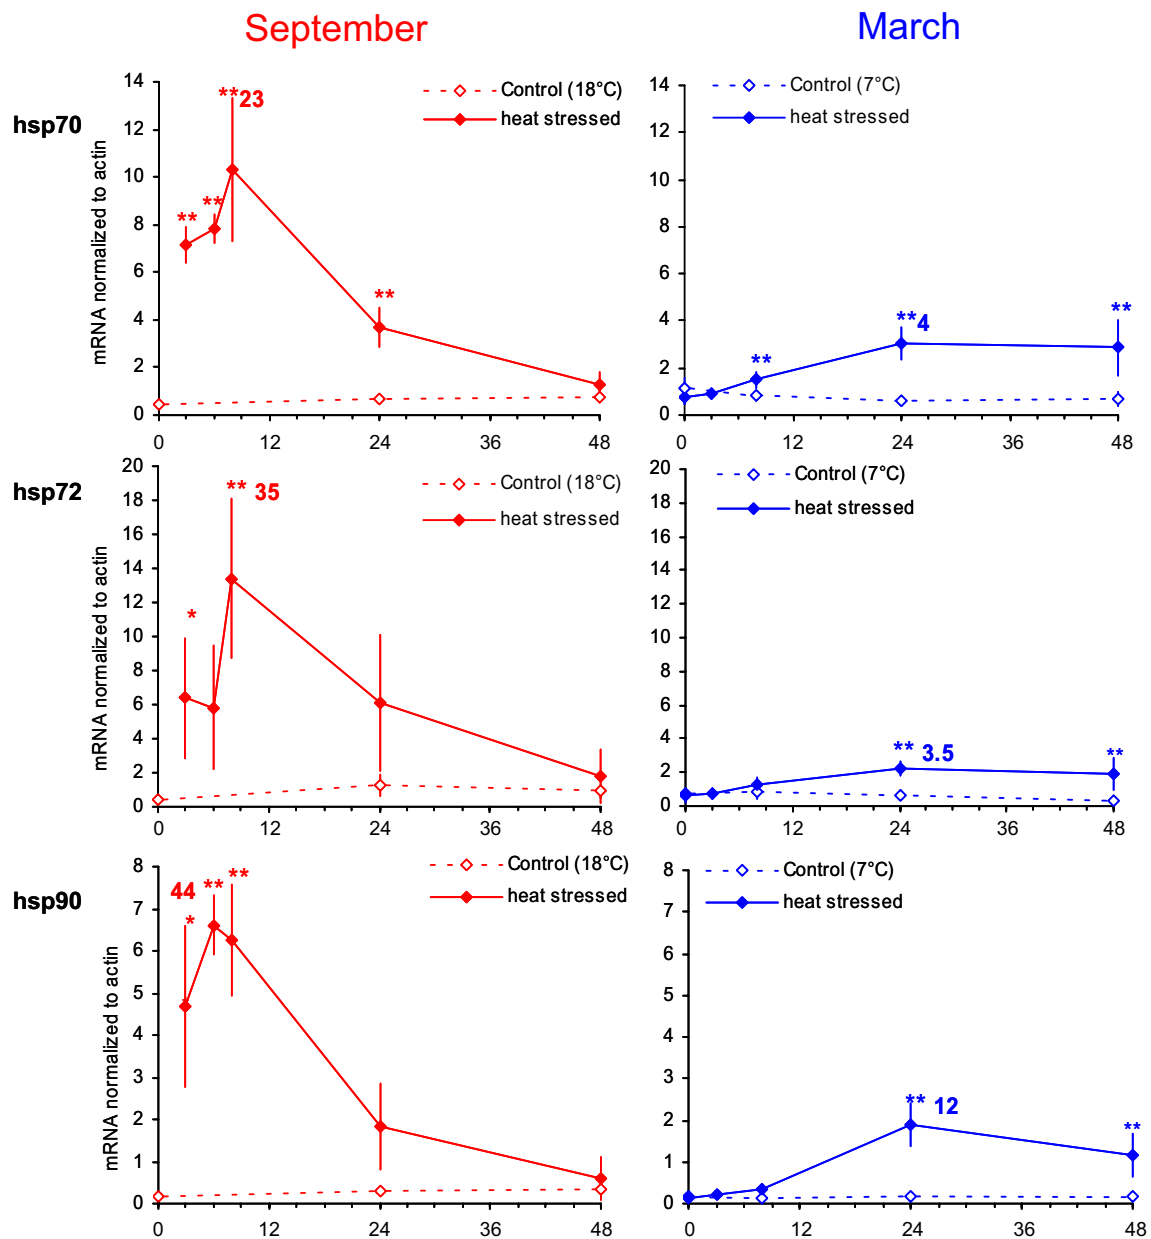 September
March
hsp70
mRNA normalized to actin
14
12
10
8
6
4
2
0
0 12 24 36 48
** ** **23 **
Control (18°C)
heat stressed
14
12
10
8
6
4
2
0
0 12 24 36 48
** **4 **
Control (7°C)
heat stressed
hsp72
mRNA normalized to actin
20
18
16
14
12
10
8
6
4
2
0
0 12 24 36 48
* ** 35
Control (18°C)
heat stressed
20
18
16
14
12
10
8
6
4
2
0
0 12 24 36 48
** 3.5 **
Control (7°C)
heat stressed
hsp90
mRNA normalized to actin
8
7
6
5
4
3
2
1
0
0 12 24 36 48
44 ** **
*
Control (18°C)
heat stressed
8
7
6
5
4
3
2
1
0
0 12 24 36 48
** 12 **
Control (7°C)
heat stressed